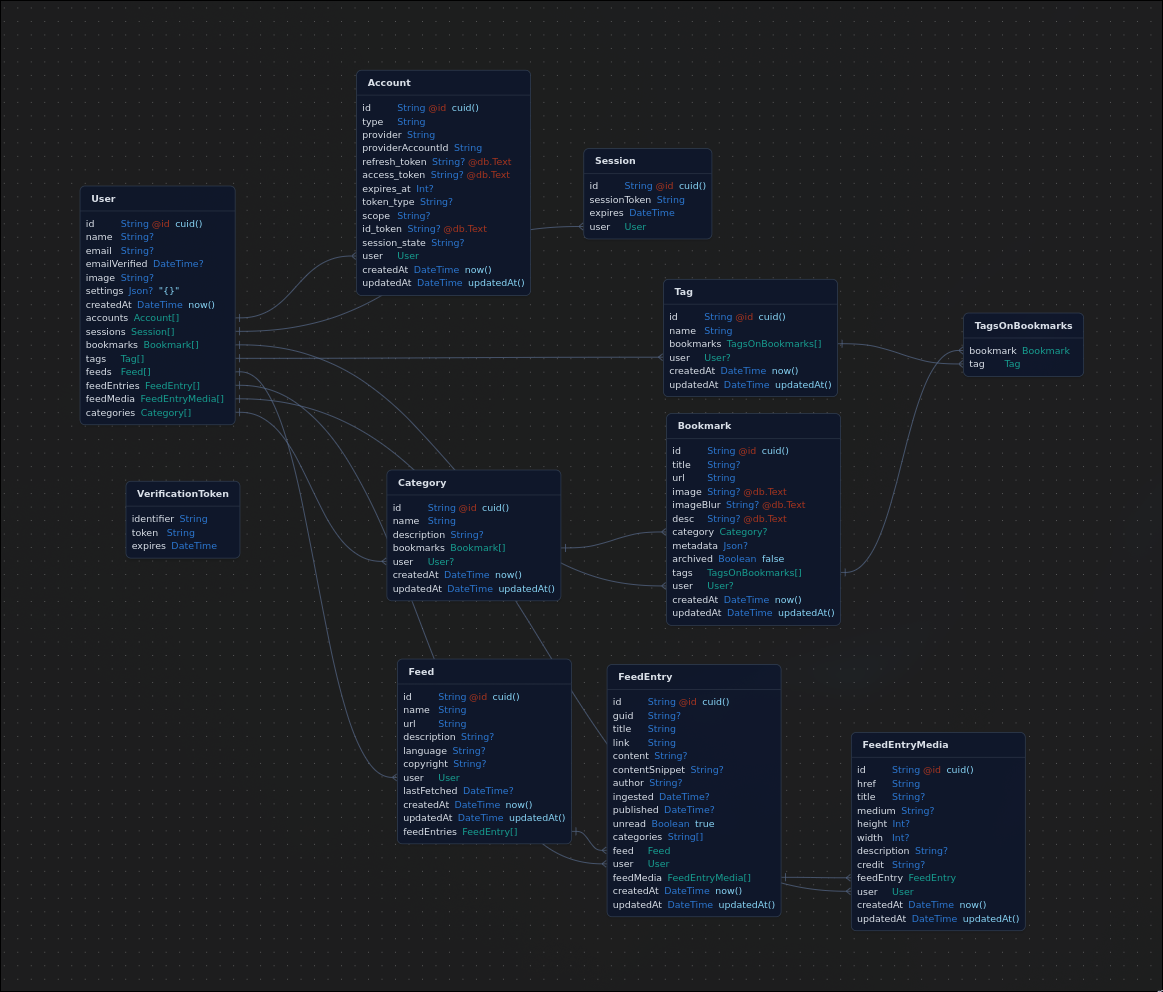 Account
id String @id cuid()
type String
provider String
providerAccountId String
refresh_token String? @db.Text
access_token String? @db.Text
expires_at Int?
token_type String?
scope String?
id_token String? @db.Text
session_state String?
user User
createdAt DateTime now()
updatedAt DateTime updatedAt()
Session
id String @id cuid()
sessionToken String
expires DateTime
user User
User
id String @id cuid()
name String?
email String?
emailVerified DateTime?
image String?
settings Json? "{}"
createdAt DateTime now()
accounts Account[]
sessions Session[]
bookmarks Bookmark[]
tags Tag[]
feeds Feed[]
feedEntries FeedEntry[]
feedMedia FeedEntryMedia[]
categories Category[]
Tag
id String @id cuid()
name String
bookmarks TagsOnBookmarks[]
user User?
createdAt DateTime now()
updatedAt DateTime updatedAt()
TagsOnBookmarks
bookmark Bookmark
tag Tag
Bookmark
id String @id cuid()
title String?
url String
image String? @db.Text
imageBlur String? @db.Text
desc String? @db.Text
category Category?
metadata Json?
archived Boolean false
tags TagsOnBookmarks[]
user User?
createdAt DateTime now()
updatedAt DateTime updatedAt()
VerificationToken
identifier String
token String
expires DateTime
Category
id String @id cuid()
name String
description String?
bookmarks Bookmark[]
user User?
createdAt DateTime now()
updatedAt DateTime updatedAt()
Feed
id String @id cuid()
name String
url String
description String?
language String?
copyright String?
user User
lastFetched DateTime?
createdAt DateTime now()
updatedAt DateTime updatedAt()
feedEntries FeedEntry[]
FeedEntry
id String @id cuid()
guid String?
title String
link String
content String?
contentSnippet String?
author String?
ingested DateTime?
published DateTime?
unread Boolean true
categories String[]
feed Feed
user User
feedMedia FeedEntryMedia[]
createdAt DateTime now()
updatedAt DateTime updatedAt()
FeedEntryMedia
id String @id cuid()
href String
title String?
medium String?
height Int?
width Int?
description String?
credit String?
feedEntry FeedEntry
user User
createdAt DateTime now()
updatedAt DateTime updatedAt()